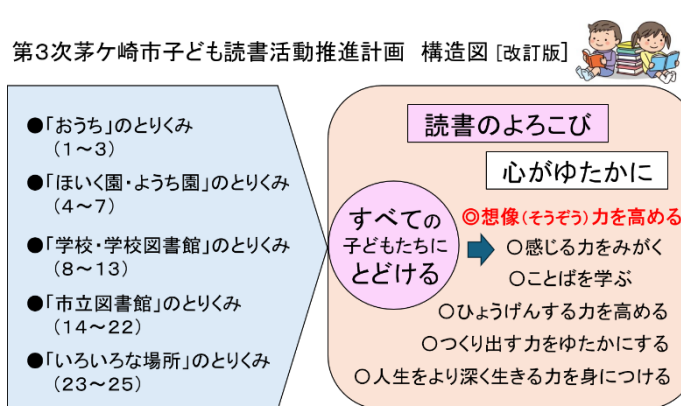 第3次茅ケ崎市子ども読書活動推進計画 構造図 [改訂版]
●「おうち」のとりくみ
(1~3)
●「ほいく園・ようち園」のとりくみ
(4~7)
●「学校・学校図書館」のとりくみ
(8~13)
●「市立図書館」のとりくみ
(14~22)
●「いろいろな場所」のとりくみ
(23~25)
すべての
子どもたちに
とどける
読書のよろこび
心がゆたかに
◎想像(そうぞう)力を高める
○感じる力をみがく
○ことばを学ぶ
○ひょうげんする力を高める
○つくり出す力をゆたかにする
○人生をより深く生きる力を身につける